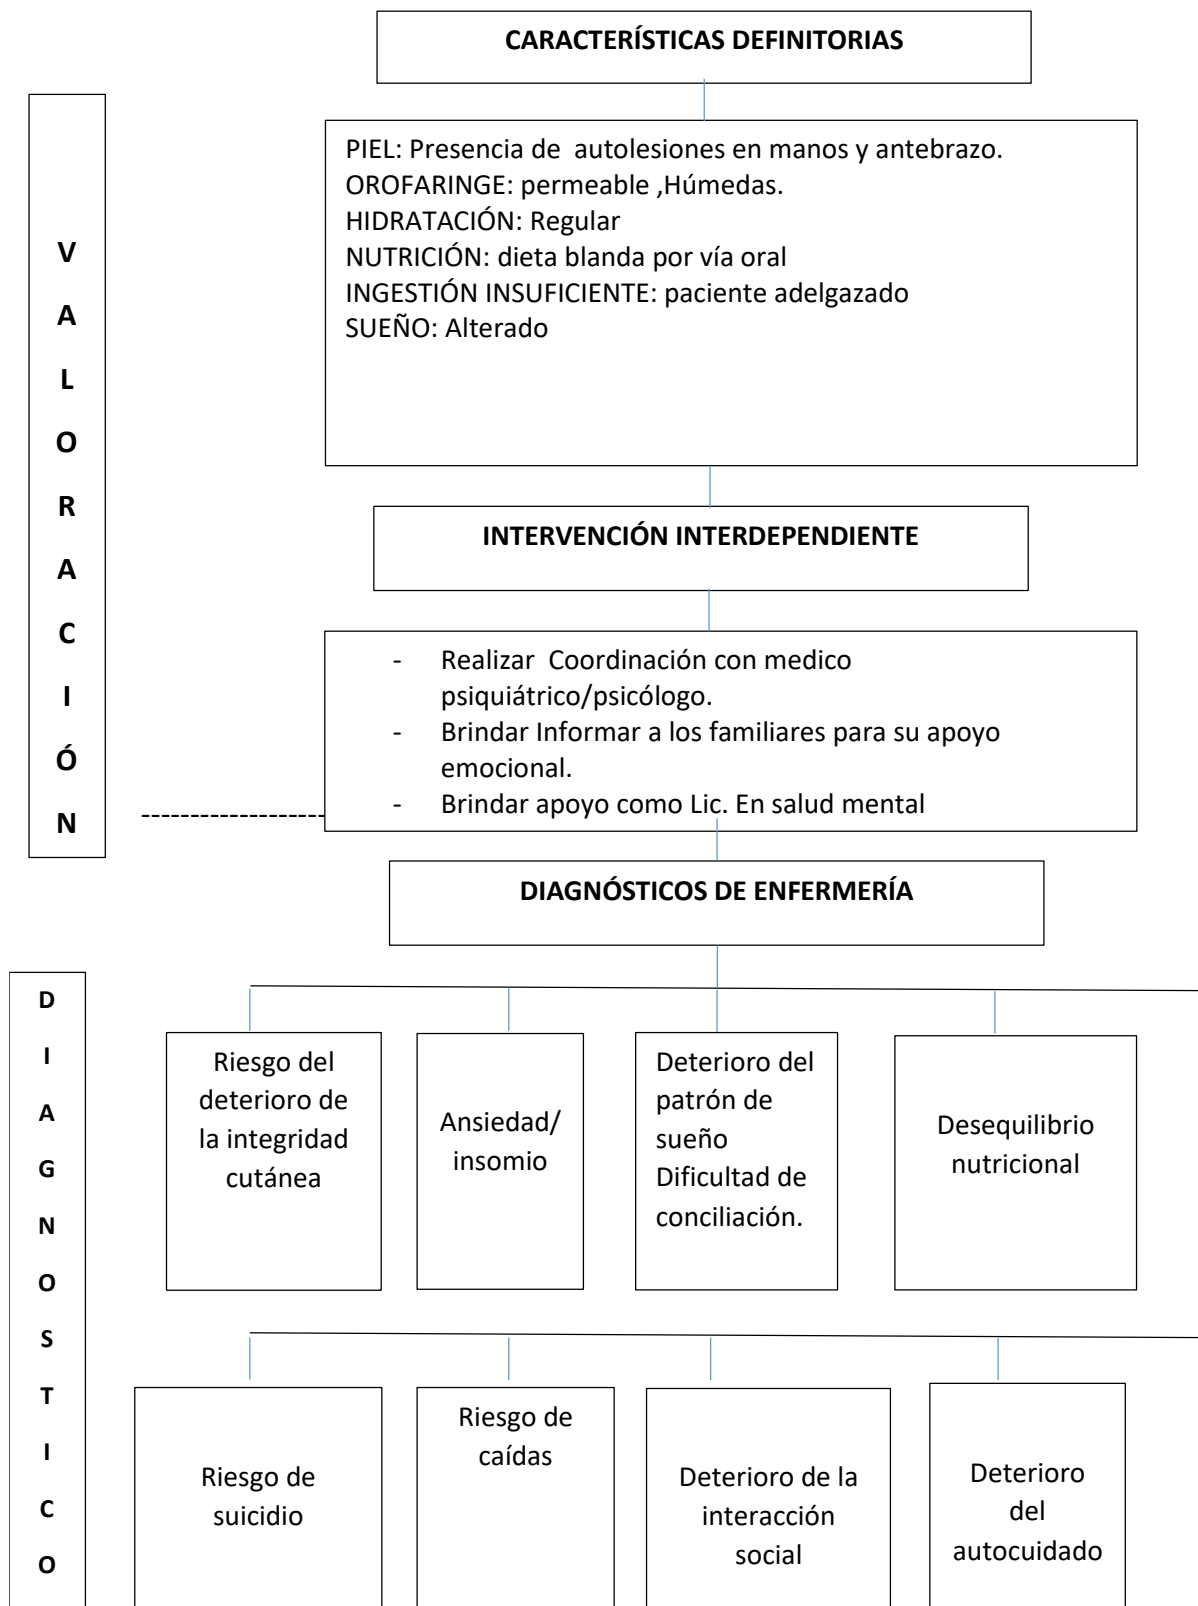 CARACTERÍSTICAS DEFINITORIAS
V
A
L
O
R
A
C
I
Ó
N
PIEL: Presencia de  autolesiones en manos y antebrazo.
OROFARINGE: permeable ,Húmedas.
HIDRATACIÓN: Regular
NUTRICIÓN: dieta blanda por vía oral
INGESTIÓN INSUFICIENTE: paciente adelgazado
SUEÑO: Alterado
INTERVENCIÓN INTERDEPENDIENTE
- Realizar  Coordinación con medico
psiquiátrico/psicólogo.
- Brindar Informar a los familiares para su apoyo
emocional.
- Brindar apoyo como Lic. En salud mental
DIAGNÓSTICOS DE ENFERMERÍA
D
I
A
G
N
O
S
T
I
C
O
Riesgo del
deterioro de
la integridad
cutánea
Ansiedad/
insomio
Deterioro del
patrón de
sueño
Dificultad de
conciliación.
Desequilibrio
nutricional
Riesgo de
suicidio
Riesgo de
caídas
Deterioro de la
interacción
social
Deterioro
del
autocuidado